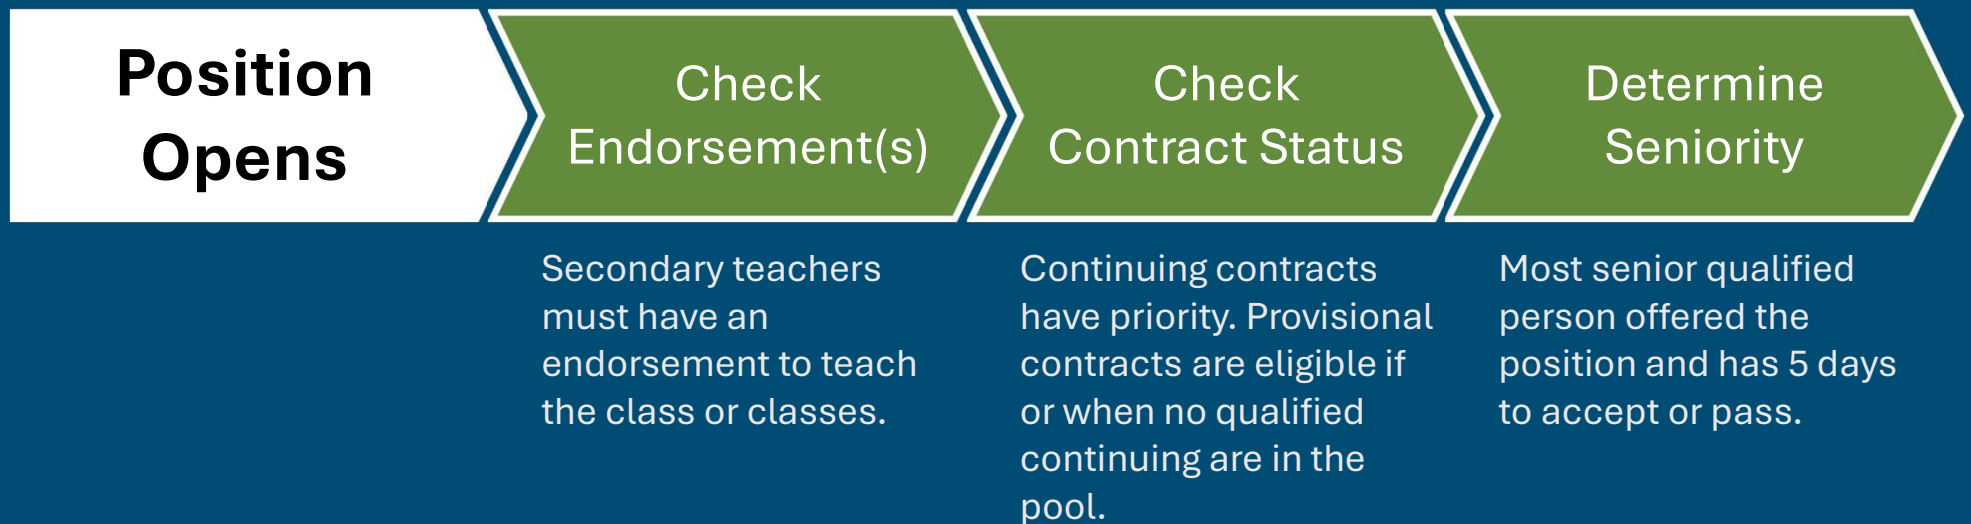 Position
Opens
Check
Endorsement(s)
Check
Contract Status
Determine
Seniority
Secondary teachers
must have an
endorsement to teach
the class or classes.
Continuing contracts
have priority. Provisional
contracts are eligible if
or when no qualified
continuing are in the
pool.
Most senior qualified
person offered the
position and has 5 days
to accept or pass.